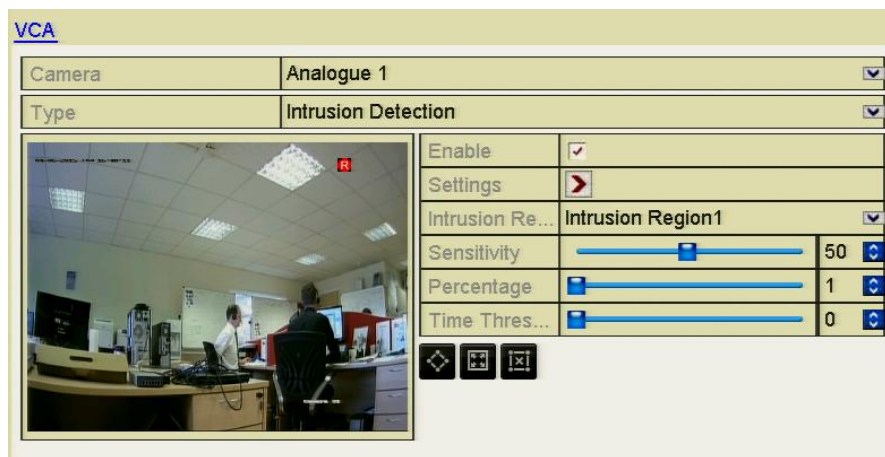 VCA
Camera Analogue 1
Type Intrusion Detection
Enable
Settings
Intrusion Re... Intrusion Region1
Sensitivity 50
Percentage 1
Time Thres... 0
R